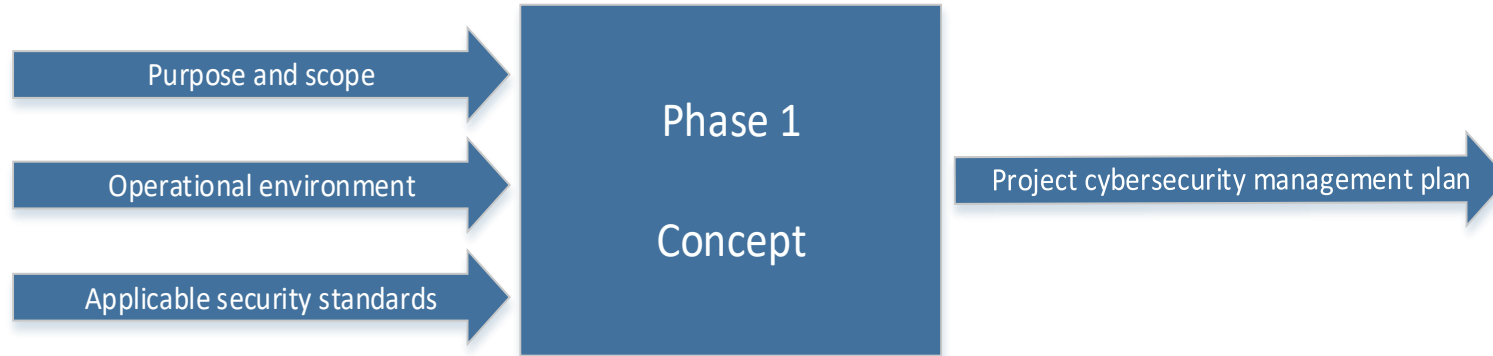 Purpose and scope
Operational environment
Applicable security standards
Phase 1
Concept
Project cybersecurity management plan